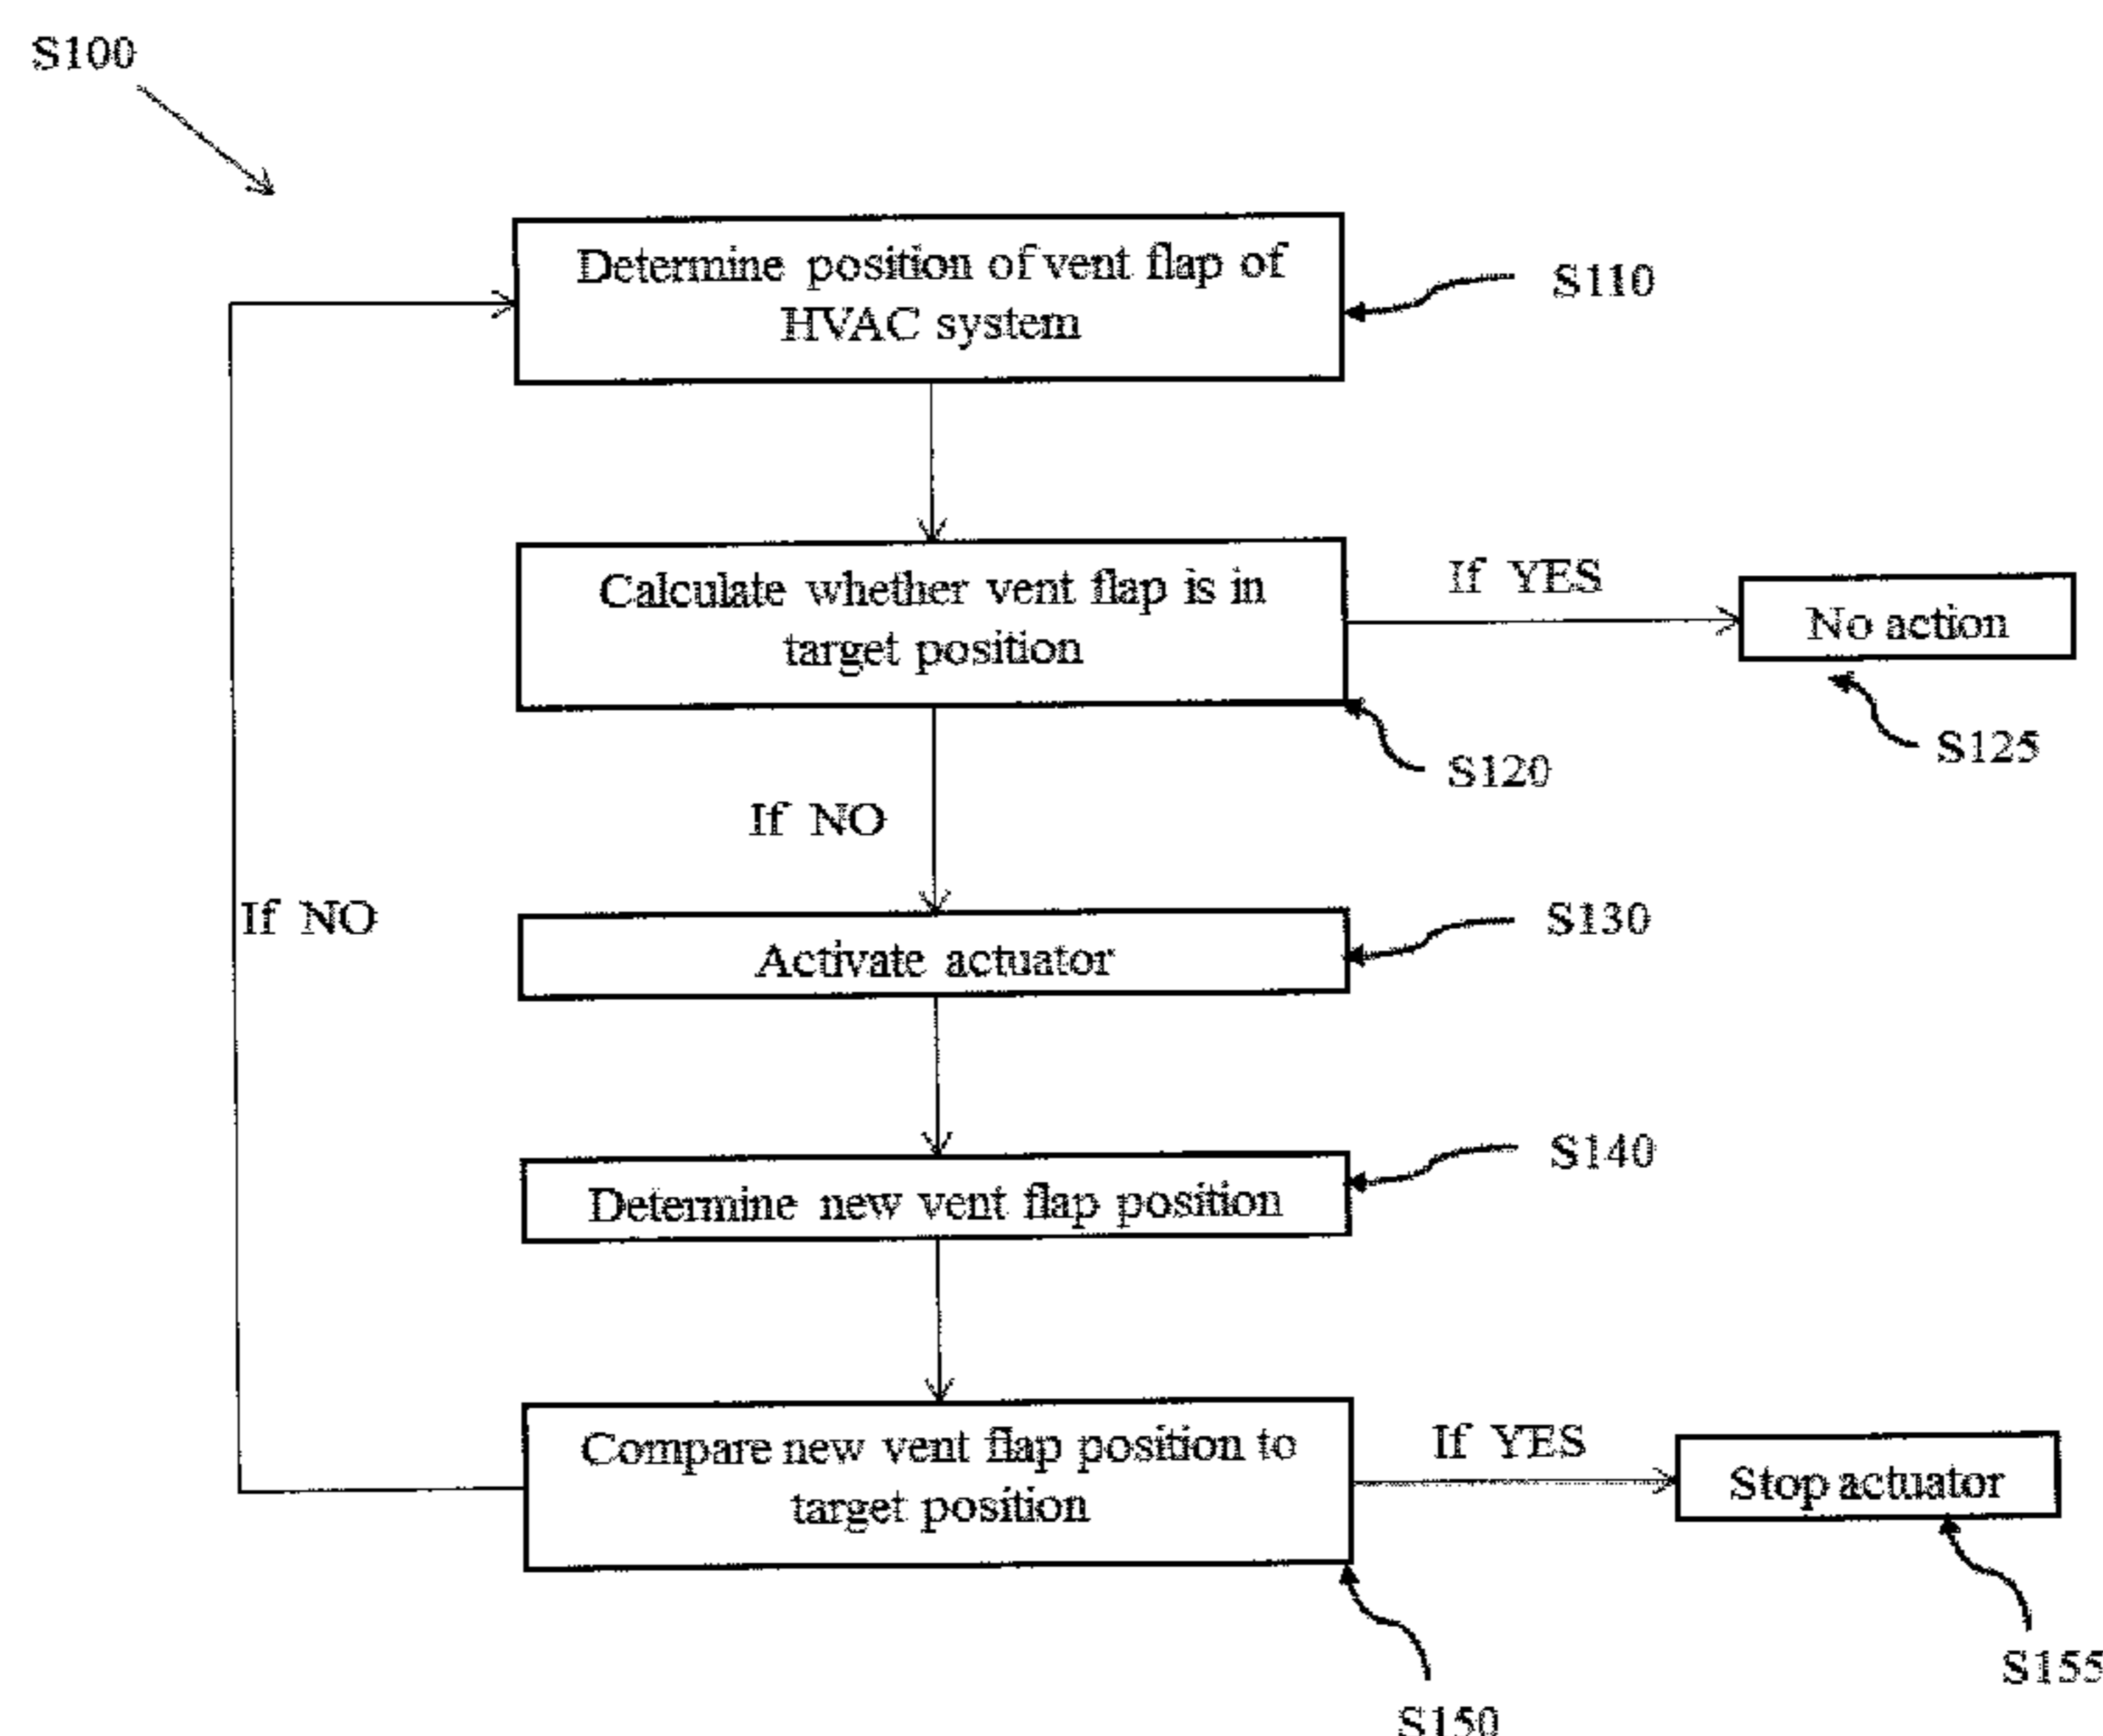 S100
Determine position of vent flap of
HVAC system
S110
Calculate whether vent flap is in
target position
If YES
No action
S125
S120
If NO
If NO
Activate actuator
S130
Determine new vent flap position
S140
Compare new vent flap position to
target position
If YES
Stop actuator
S155
S150